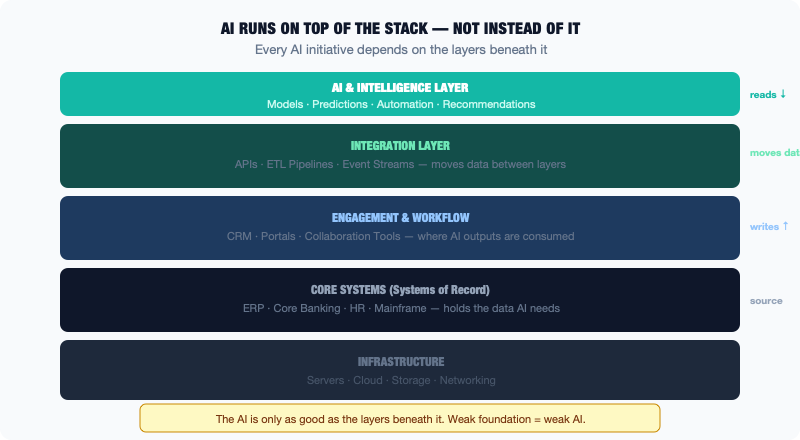 AI RUNS ON TOP OF THE STACK — NOT INSTEAD OF IT
Every AI initiative depends on the layers beneath it
AI & INTELLIGENCE LAYER
Models · Predictions · Automation · Recommendations
reads ↓
INTEGRATION LAYER
APIs · ETL Pipelines · Event Streams — moves data between layers
moves dat
ENGAGEMENT & WORKFLOW
CRM · Portals · Collaboration Tools — where AI outputs are consumed
writes ↑
CORE SYSTEMS (Systems of Record)
ERP · Core Banking · HR · Mainframe — holds the data AI needs
source
INFRASTRUCTURE
Servers · Cloud · Storage · Networking
The AI is only as good as the layers beneath it. Weak foundation = weak AI.